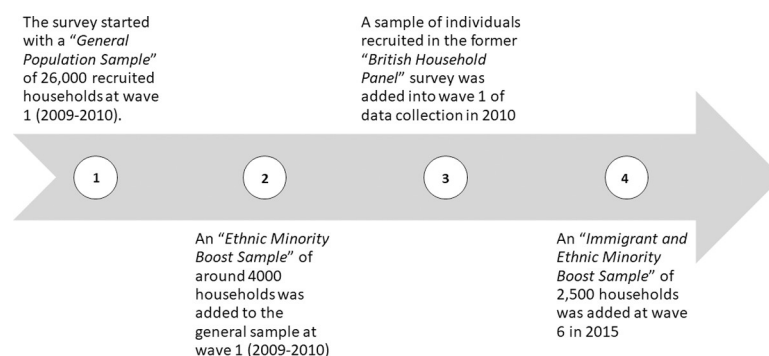 The survey started
with a “General
Population Sample”
of 26,000 recruited
households at wave
1 (2009-2010).
A sample of individuals
recruited in the former
“British Household
Panel” survey was
added into wave 1 of
data collection in 2010
1
2
3
4
An “Ethnic Minority
Boost Sample” of
around 4000
households was
added to the
general sample at
wave 1 (2009-2010)
An “Immigrant and
Ethnic Minority
Boost Sample” of
2,500 households
was added at wave
6 in 2015